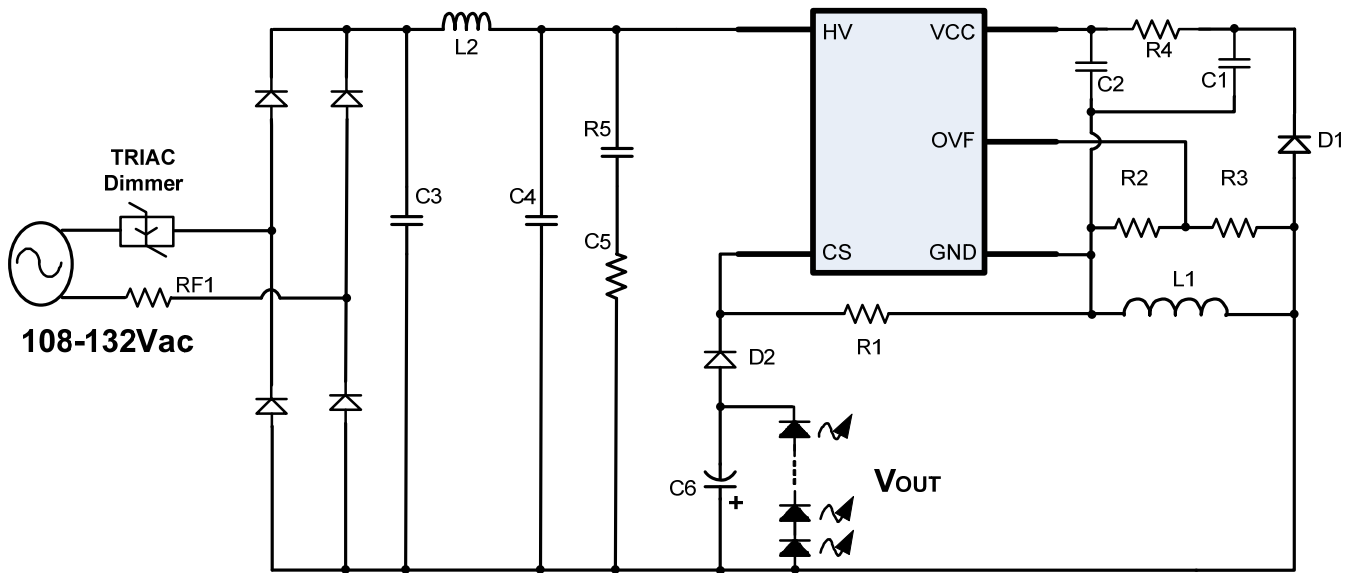 L2
HV
VCC
R4
C2
C1
R5
OVF
D1
TRIAC
Dimmer
R2
R3
C3
C4
C5
CS
GND
RF1
L1
108-132Vac
R1
D2
C6
+
VOUT